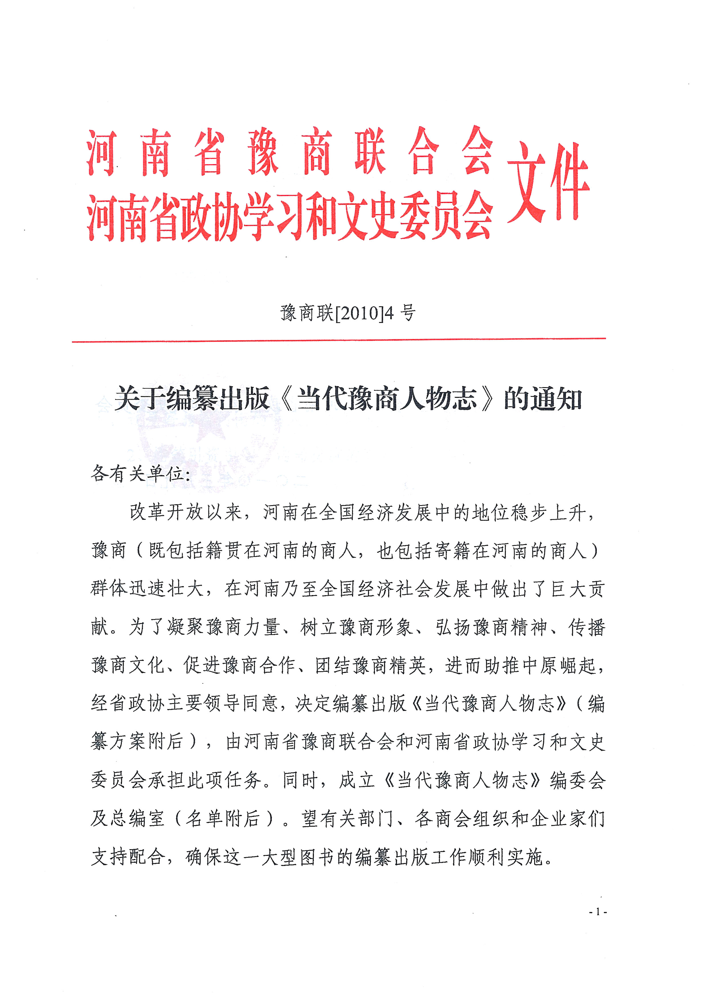 河南省豫商联合会
河南省政协学习和文史委员会
文件
豫商联[2010]4 号
关于编纂出版《当代豫商人物志》的通知
各有关单位：
改革开放以来，河南在全国经济发展中的地位稳步上升，
豫商（既包括籍贯在河南的商人，也包括寄籍在河南的商人）
群体迅速壮大，在河南乃至全国经济社会发展中做出了巨大贡
献。为了凝聚豫商力量、树立豫商形象、弘扬豫商精神、传播
豫商文化、促进豫商合作、团结豫商精英，进而助推中原崛起，
经省政协主要领导同意，决定编纂出版《当代豫商人物志》（编
纂方案附后），由河南省豫商联合会和河南省政协学习和文史
委员会承担此项任务。同时，成立《当代豫商人物志》编委会
及总编室（名单附后）。望有关部门、各商会组织和企业家们
支持配合，确保这一大型图书的编纂出版工作顺利实施。
- 1 -